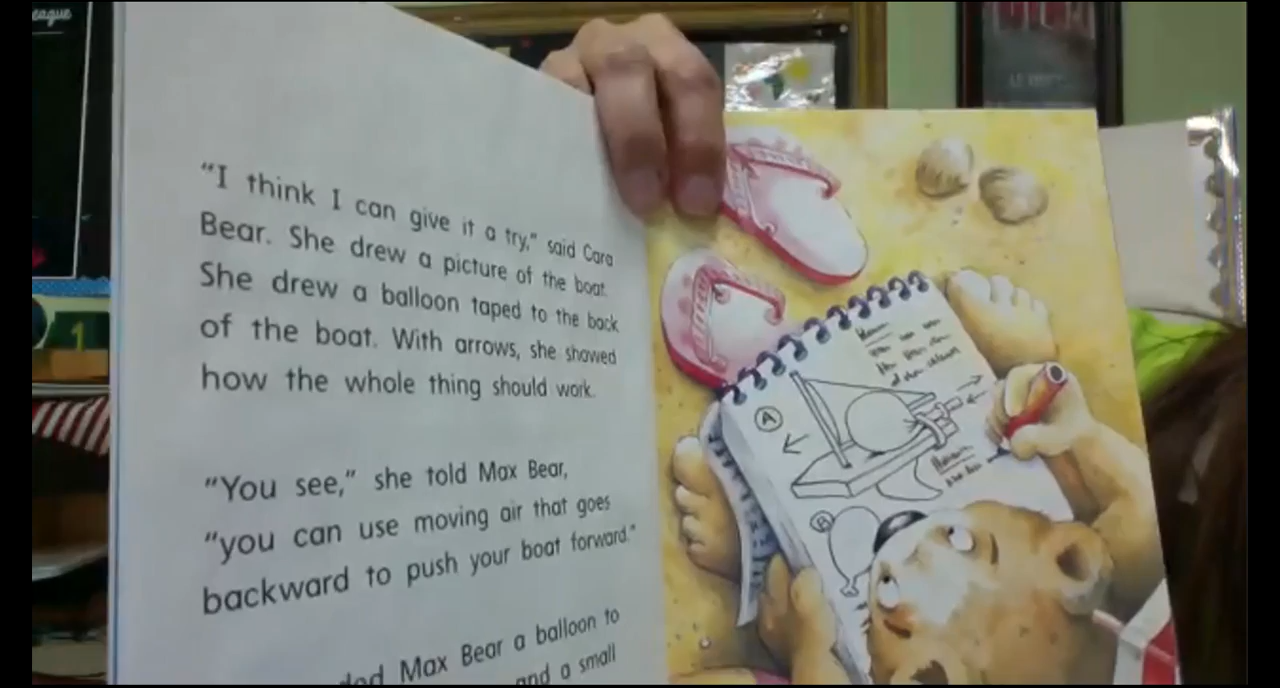 eague
1
"I think I can give it a try," said Cara
Bear. She drew a picture of the boat.
She drew a balloon taped to the back
of the boat. With arrows, she showed
how the whole thing should work.
"You see," she told Max Bear,
"you can use moving air that goes
backward to push your boat forward."
Max Bear a balloon to
and a small
A
B